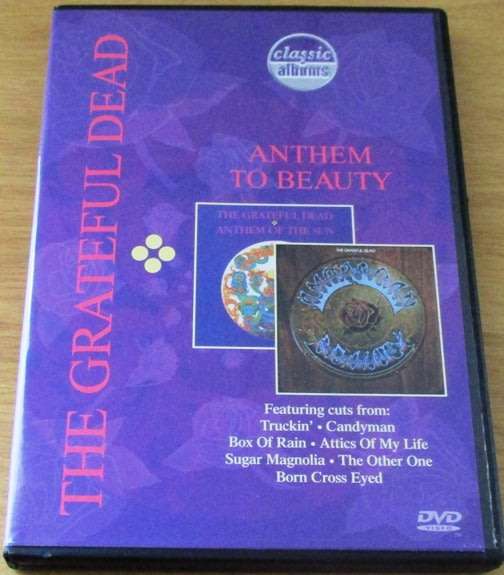 classic
albums
THE GRATEFUL DEAD
ANTHEM
TO BEAUTY
THE GRATEFUL DEAD
ANTHEM OF THE SUN
THE GRATEFUL DEAD
AMERICAN
BEAUTY
Featuring cuts from:
Truckin' • Candyman
Box Of Rain • Attics Of My Life
Sugar Magnolia • The Other One
Born Cross Eyed
DVD
VIDEO